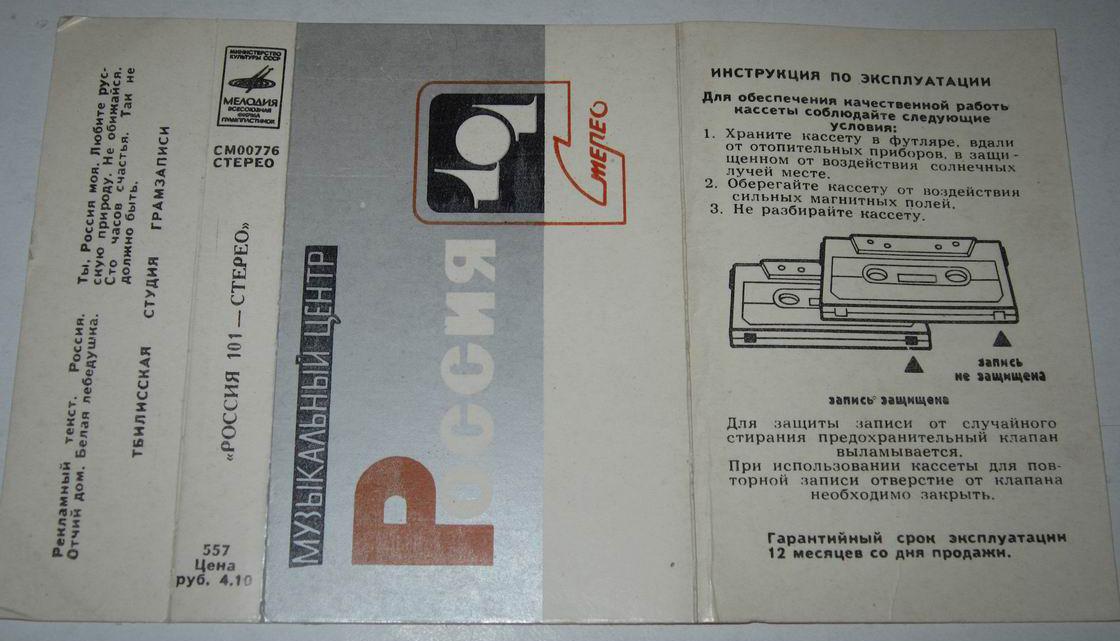 Рекламный текст. Россия.
Отчий дом. Белая лебедушка.
Ты, Россия моя. Любите рус-
скую природу. Не обижайся.
Сто часов счастья. Так не
должно быть.
ТБИЛИССКАЯ СТУДИЯ ГРАМЗАПИСИ
МИНИСТЕРСТВО
КУЛЬТУРЫ СССР
МЕЛОДИЯ
ВСЕСОЮЗНАЯ
ФИРМА
ГРАМПЛАСТИНОК
СМ00776
СТЕРЕО
«РОССИЯ 101 — СТЕРЕО»
557
Цена
руб. 4.10
МУЗЫКАЛЬНЫЙ ЦЕНТР
Россия
Стерео
ИНСТРУКЦИЯ ПО ЭКСПЛУАТАЦИИ
Для обеспечения качественной работы
кассеты соблюдайте следующие
условия:
1. Храните кассету в футляре, вдали
от отопительных приборов, в защи-
щенном от воздействия солнечных
лучей месте.
2. Оберегайте кассету от воздействия
сильных магнитных полей.
3. Не разбирайте кассету.
запись
не защищена
запись защищена
Для защиты записи от случайного
стирания предохранительный клапан
выламывается.
При использовании кассеты для пов-
торной записи отверстие от клапана
необходимо закрыть.
Гарантийный срок эксплуатации
12 месяцев со дня продажи.